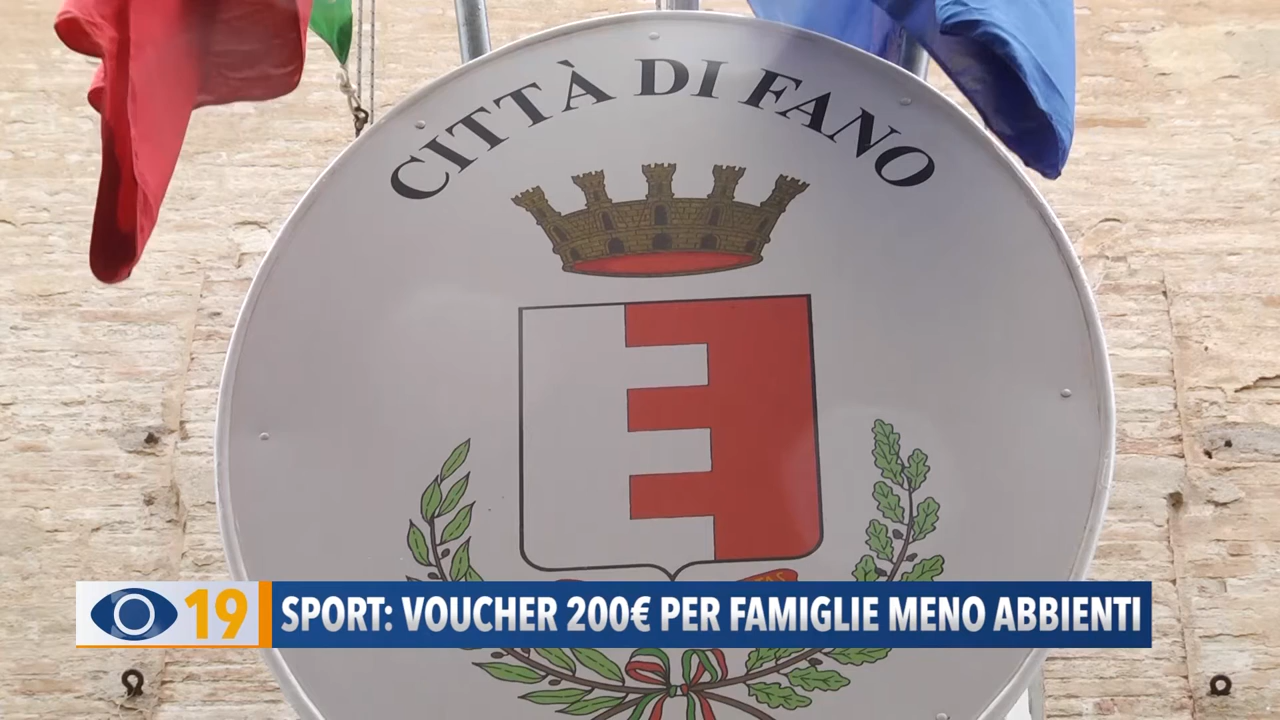 CITTÀ DI FANO
19
SPORT: VOUCHER 200€ PER FAMIGLIE MENO ABBIENTI